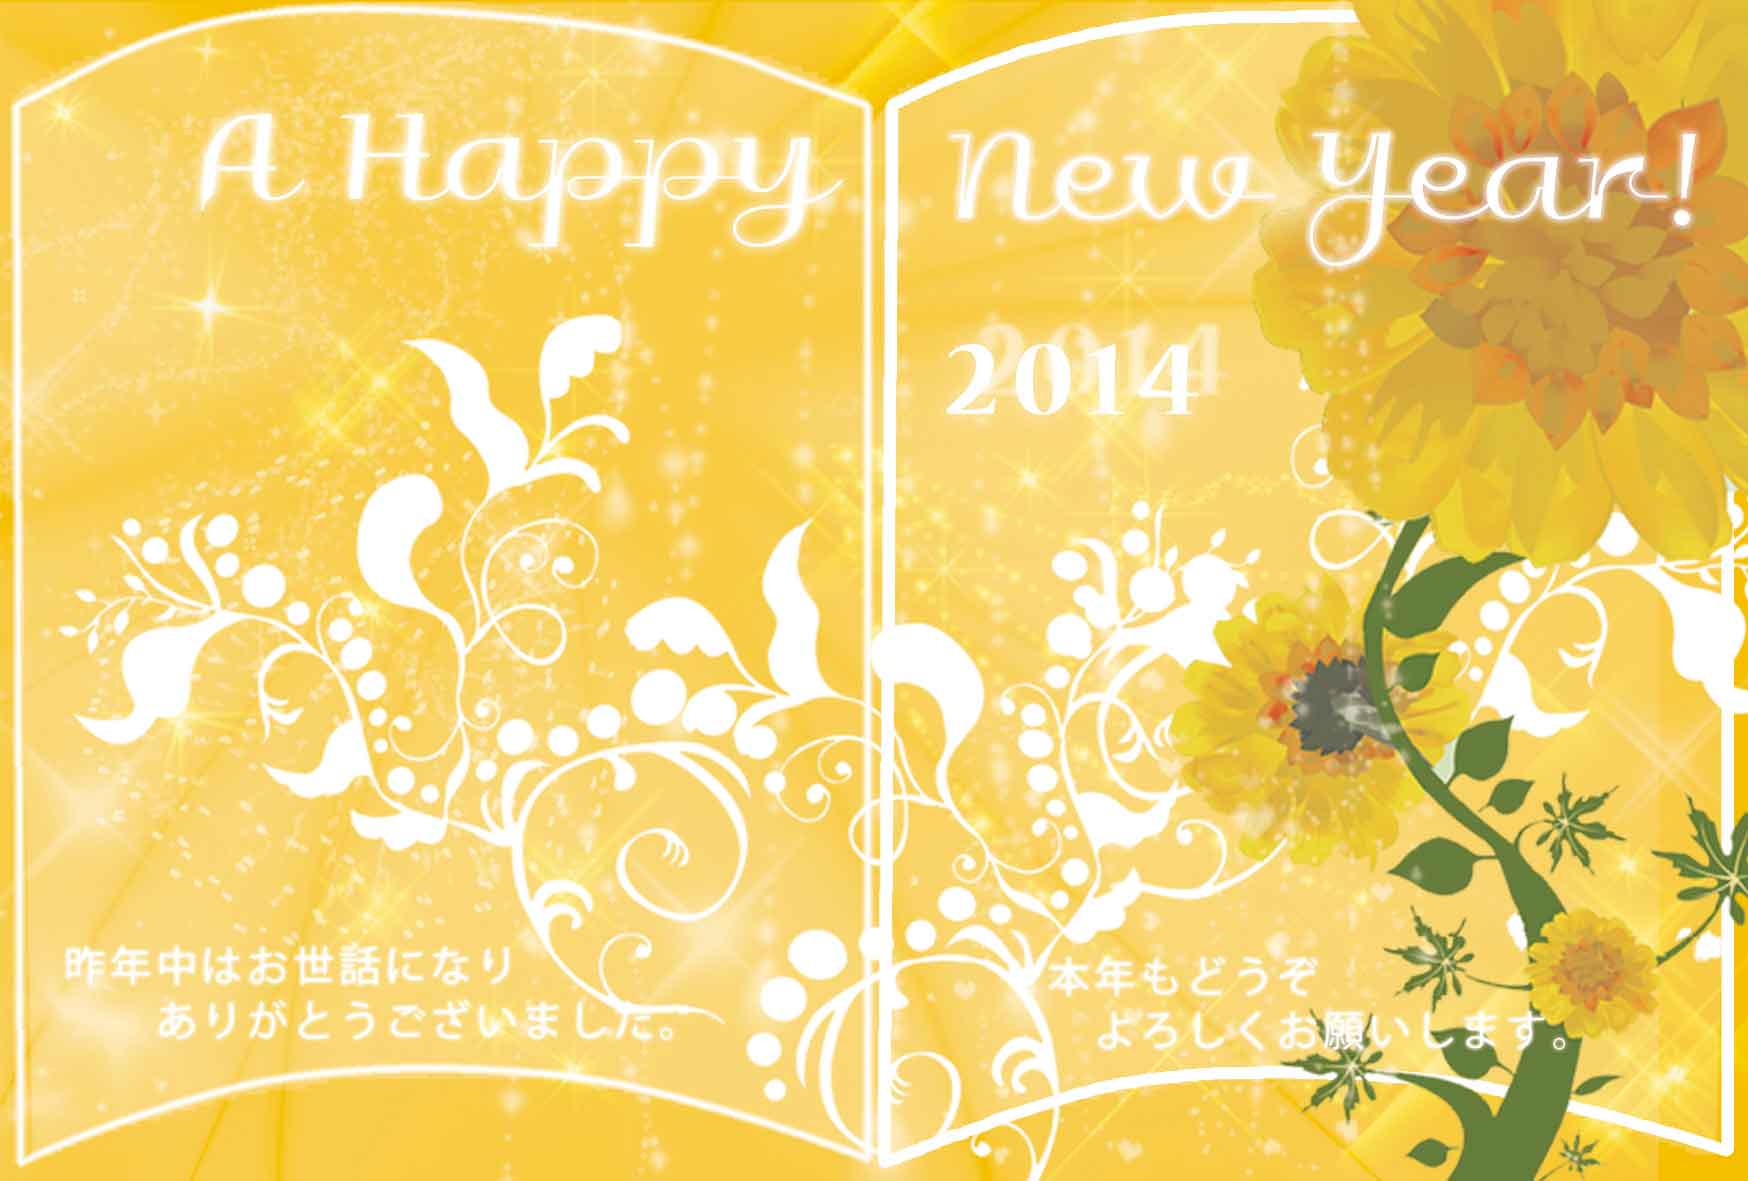 A Happy New Year!
2014
昨年中はお世話になり
ありがとうございました。
本年もどうぞ
よろしくお願いします。